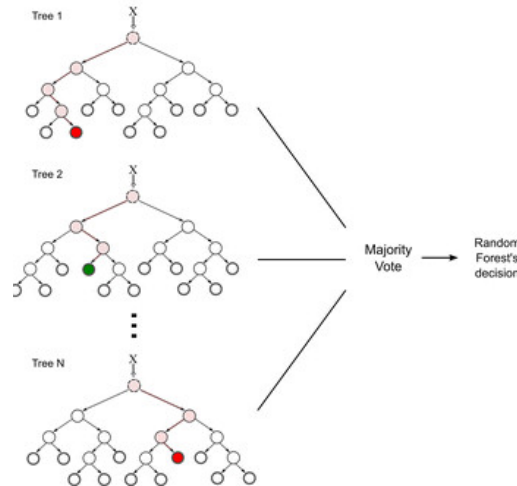 Tree 1
X
Tree 2
X
Majority
Vote
Random
Forest's
decision
Tree N
X